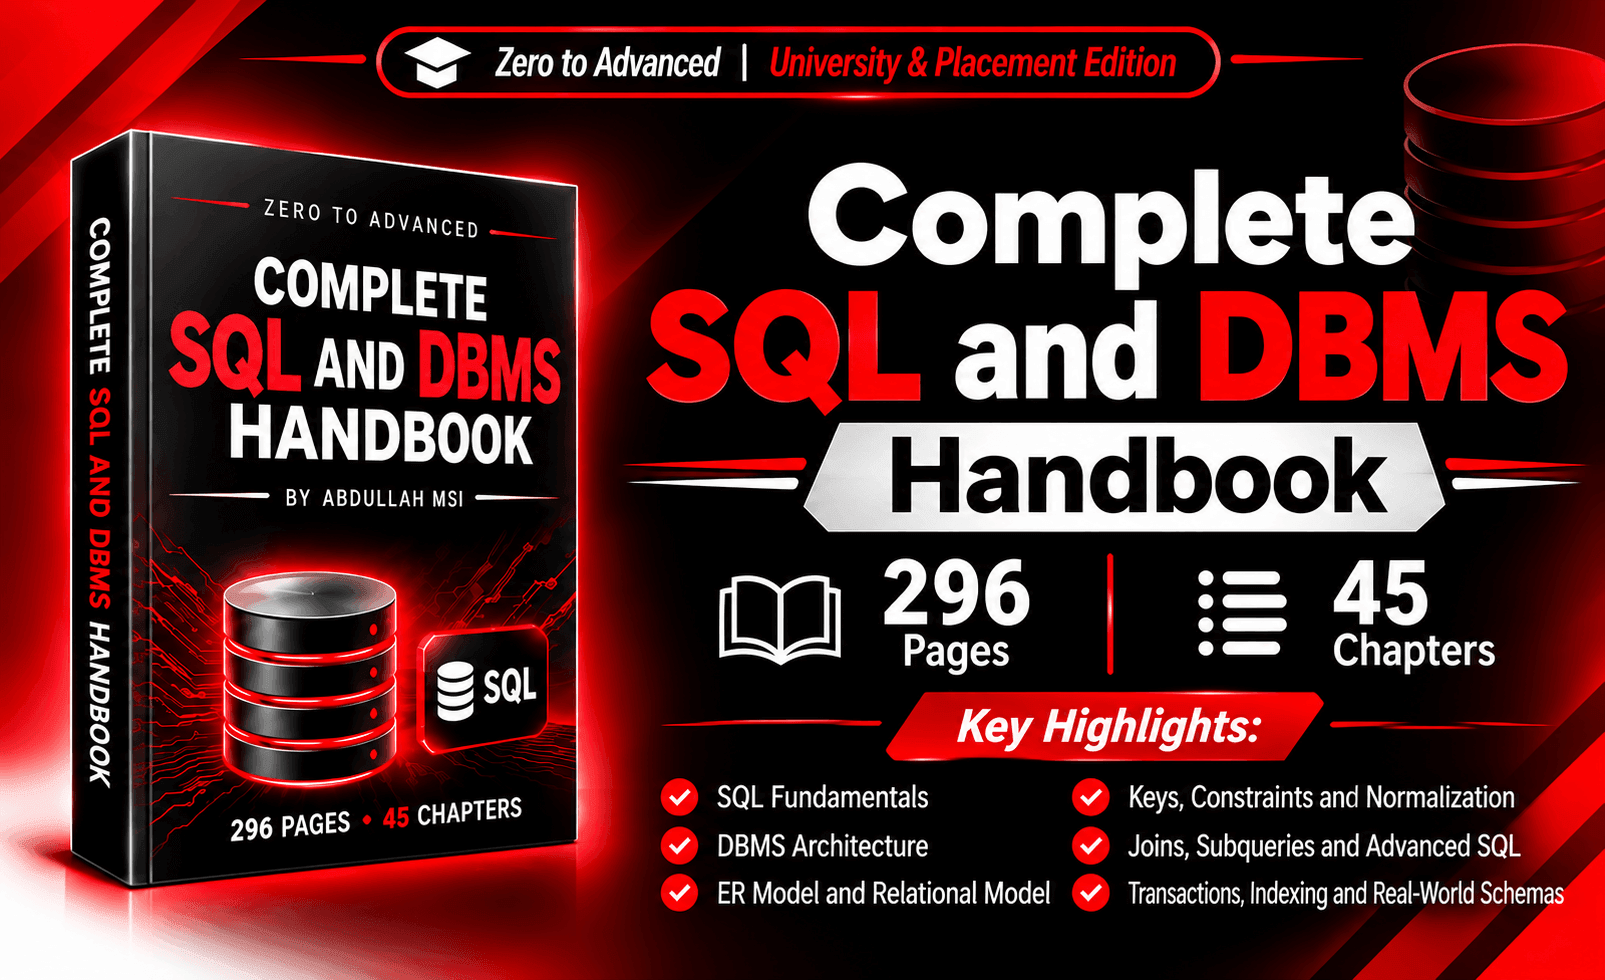 Zero to Advanced | University & Placement Edition
COMPLETE SQL AND DBMS HANDBOOK
ZERO TO ADVANCED
COMPLETE
SQL AND DBMS
HANDBOOK
BY ABDULLAH MSI
SQL
296 PAGES • 45 CHAPTERS
Complete
SQL and DBMS
Handbook
296
Pages
45
Chapters
Key Highlights:
SQL Fundamentals
DBMS Architecture
ER Model and Relational Model
Keys, Constraints and Normalization
Joins, Subqueries and Advanced SQL
Transactions, Indexing and Real-World Schemas